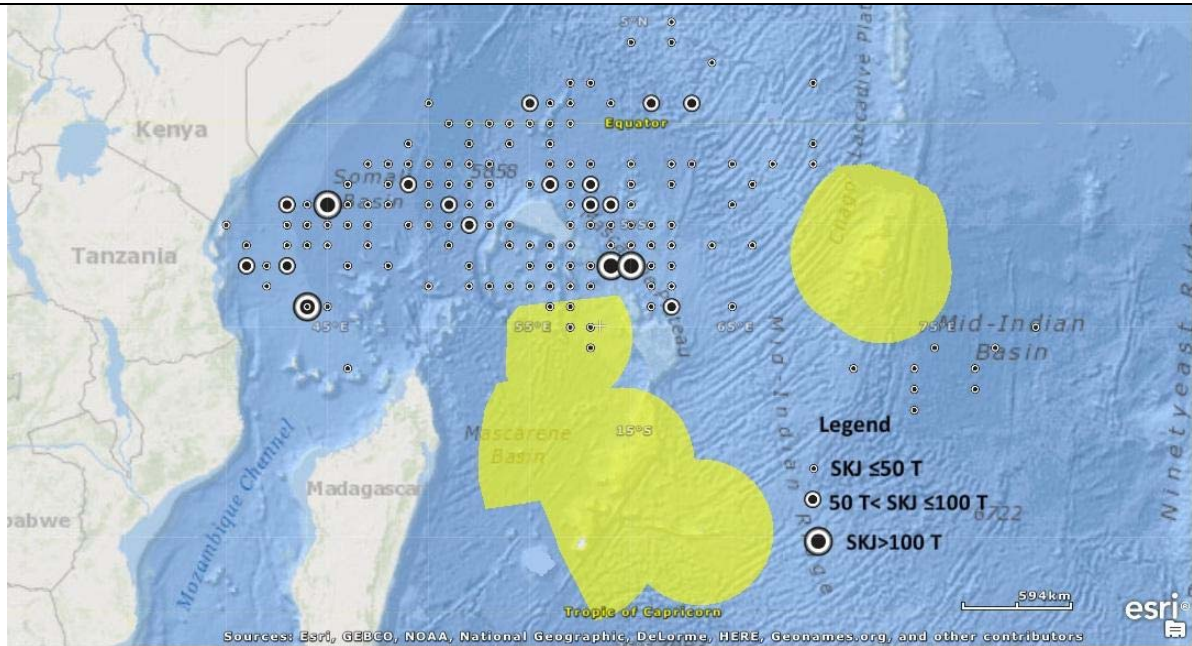 5°N
Laccadive Plat
Kenya
Equator
Somali
Basin
5858
5°S
Tanzania
Chagos
45°E
55°E
65°E
75°E
Mid-Indian
Basin
Mascarene
Basin
15°S
Legend
SKJ ≤50 T
50 T< SKJ ≤100 T
SKJ>100 T
6722
Madagascar
Mozambique Channel
babwe
Mid-Indian Ridge
Ninetyeast Ridge
Tropic of Capricorn
594km
esri
Sources: Esri, GEBCO, NOAA, National Geographic, DeLorme, HERE, Geonames.org, and other contributors